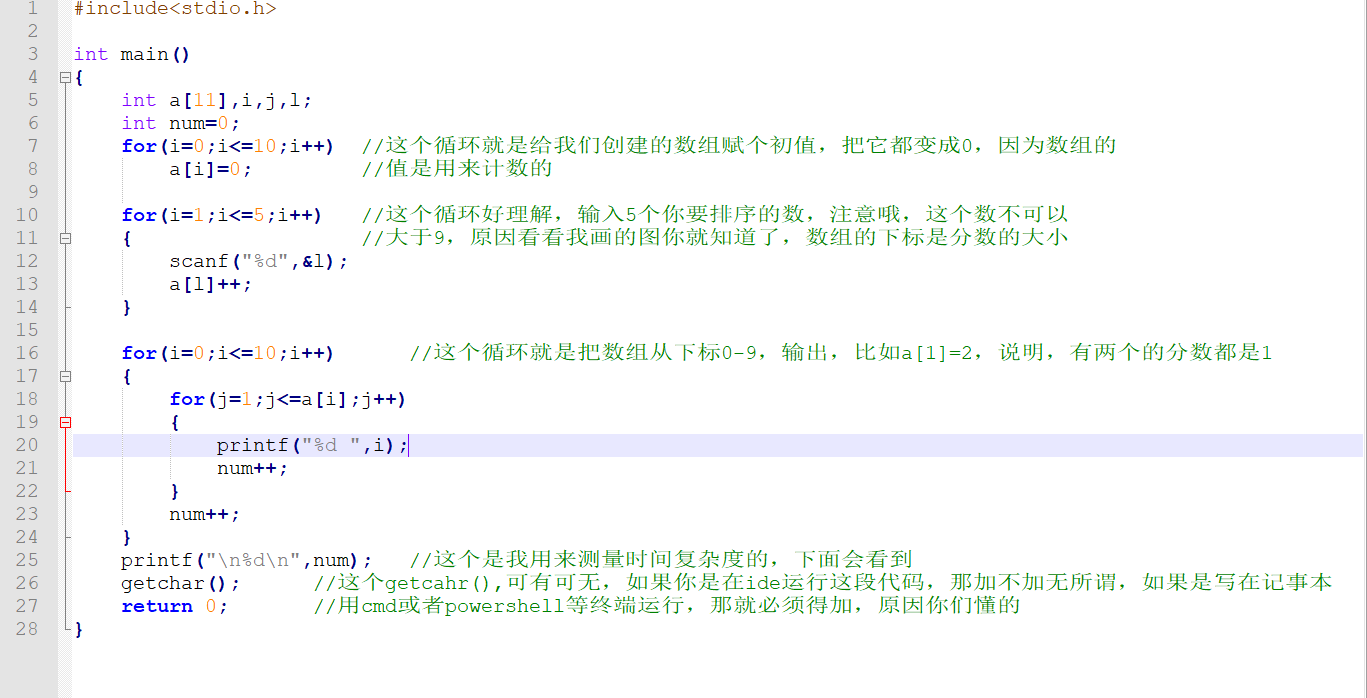 1 #include<stdio.h>
2
3 int main()
4 {
5 int a[11],i,j,l;
6 int num=0;
7 for(i=0;i<=10;i++) //这个循环就是给我们创建的数组赋个初值，把它都变成0，因为数组的
8 a[i]=0; //值是用来计数的
9
10 for(i=1;i<=5;i++) //这个循环好理解，输入5个你要排序的数，注意哦，这个数不可以
11 { //大于9，原因看看我画的图你就知道了，数组的下标是分数的大小
12 scanf("%d",&l);
13 a[l]++;
14 }
15
16 for(i=0;i<=10;i++) //这个循环就是把数组从下标0-9，输出，比如a[1]=2，说明，有两个的分数都是1
17 {
18 for(j=1;j<=a[i];j++)
19 {
20 printf("%d ",i);
21 num++;
22 }
23 num++;
24 }
25 printf("\n%d\n",num); //这个是我用来测量时间复杂度的，下面会看到
26 getchar(); //这个getcahr(),可有可无，如果你是在ide运行这段代码，那加不加无所谓，如果是写在记事本
27 return 0; //用cmd或者powershell等终端运行，那就必须得加，原因你们懂的
28 }